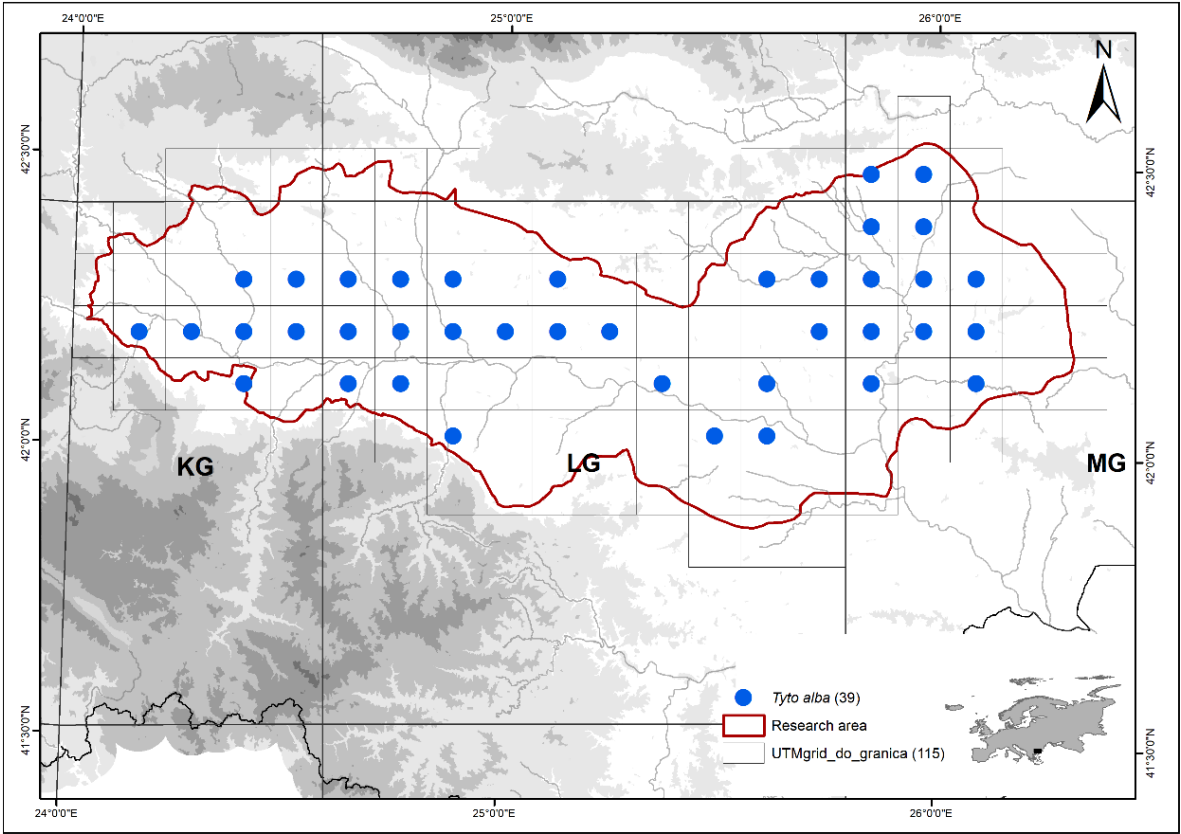 24°0'0"E 25°0'0"E 26°0'0"E
N
42°30'0"N 42°30'0"N
42°0'0"N 42°0'0"N
KG LG MG
Tyto alba (39)
Research area
UTMgrid_do_granica (115)
41°30'0"N 41°30'0"N
24°0'0"E 25°0'0"E 26°0'0"E